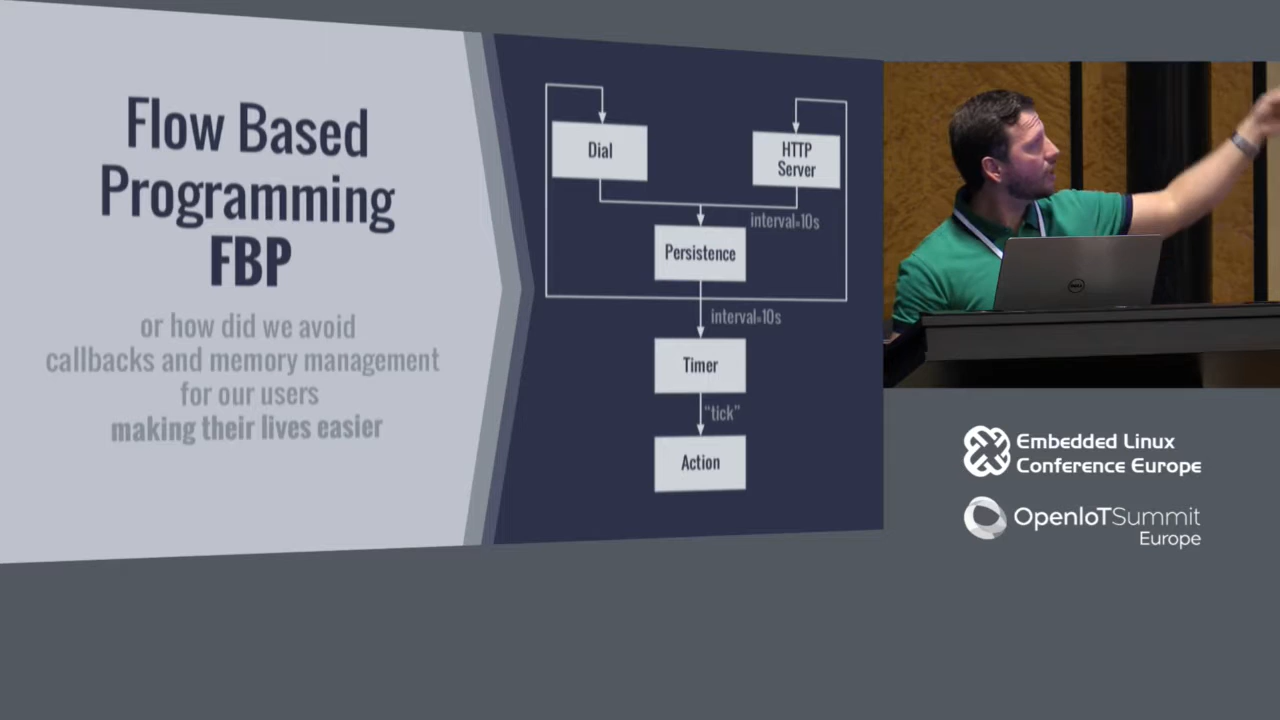 Flow Based
Programming
FBP
or how did we avoid
callbacks and memory management
for our users
making their lives easier
Dial
HTTP
Server
interval=10s
Persistence
interval=10s
Timer
"tick"
Action
DELL
Embedded Linux
Conference Europe
OpenIoTSummit
Europe